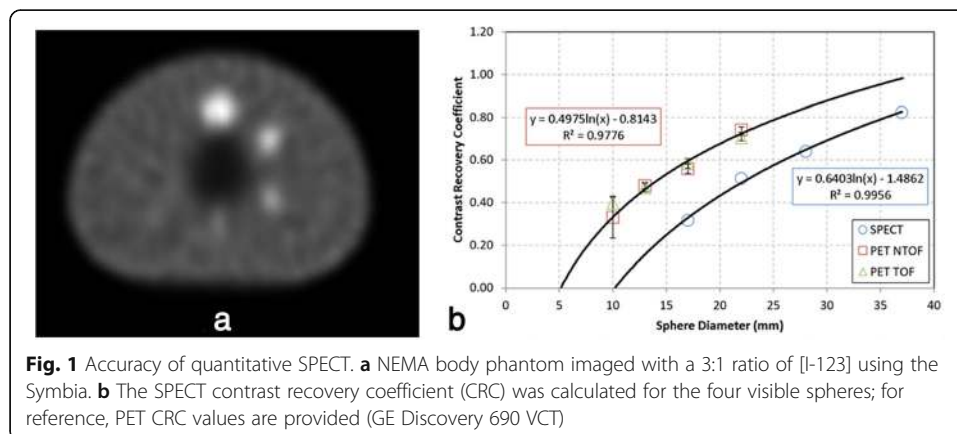 a
b
1.20
1.00
0.80
0.60
0.40
0.20
0.00
Contrast Recovery Coefficient
y = 0.4975ln(x) - 0.8143
R² = 0.9776
y = 0.6403ln(x) - 1.4862
R² = 0.9956
SPECT
PET NTOF
PET TOF
0 5 10 15 20 25 30 35 40
Sphere Diameter (mm)
Fig. 1 Accuracy of quantitative SPECT. a NEMA body phantom imaged with a 3:1 ratio of [I-123] using the
Symbia. b The SPECT contrast recovery coefficient (CRC) was calculated for the four visible spheres; for
reference, PET CRC values are provided (GE Discovery 690 VCT)